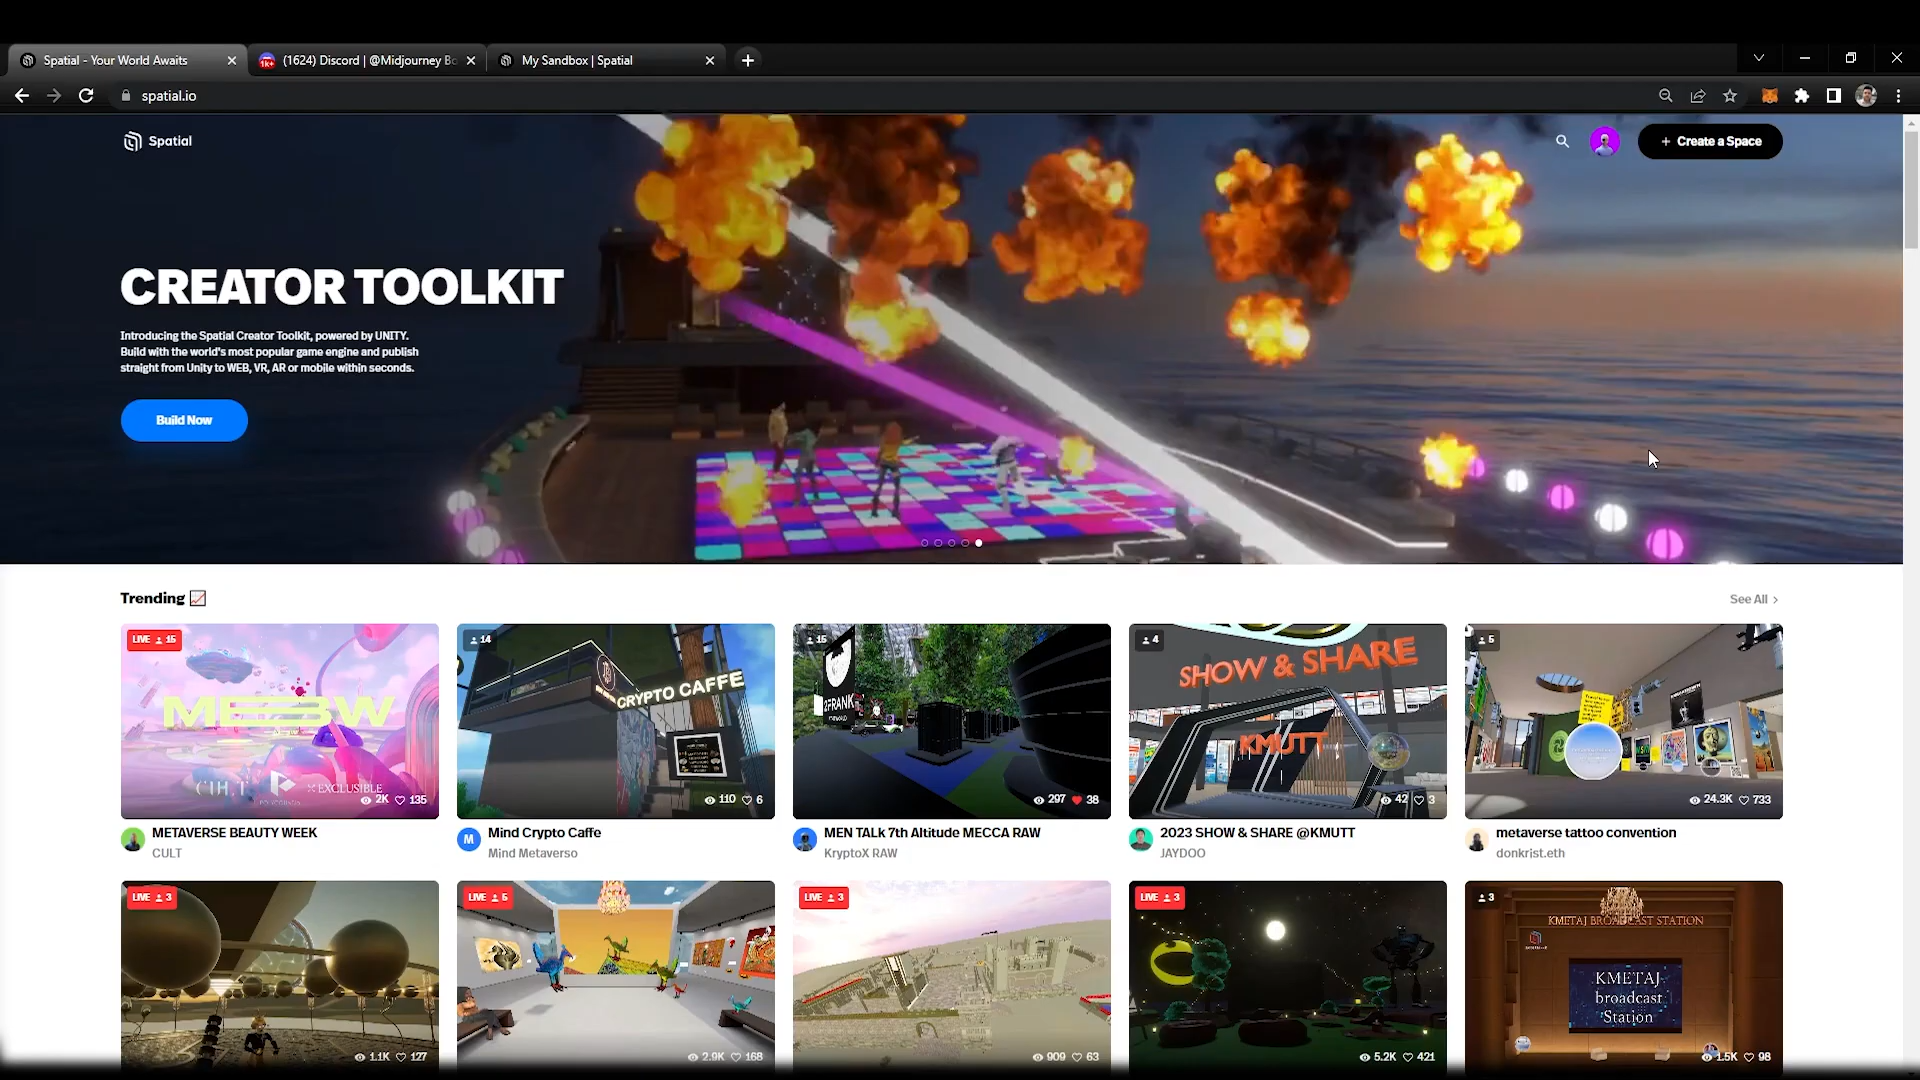 Spatial - Your World Awaits
(1624) Discord | @Midjourney Bo
My Sandbox | Spatial
spatial.io
Spatial
+ Create a Space
CREATOR TOOLKIT
Introducing the Spatial Creator Toolkit, powered by UNITY.
Build with the world's most popular game engine and publish
straight from Unity to WEB, VR, AR or mobile within seconds.
Build Now
Trending
See All >
LIVE 15
14
15
4
5
CRYPTO CAFFE
2FRANK
SHOW & SHARE
KMUTT
EXCLUSIBLE
2K 135
110 6
297 38
42 3
24.3K 733
METAVERSE BEAUTY WEEK
CULT
M
Mind Crypto Caffe
Mind Metaverso
MEN TALK 7th Altitude MECCA RAW
KryptoX RAW
2023 SHOW & SHARE @KMUTT
JAYDOO
metaverse tattoo convention
donkrist.eth
LIVE 3
LIVE 5
LIVE 3
LIVE 3
3
KMETAJ BROADCAST STATION
KMETAJ
broadcast
Station
1.1K 127
2.9K 168
909 63
5.2K 421
1.5K 98